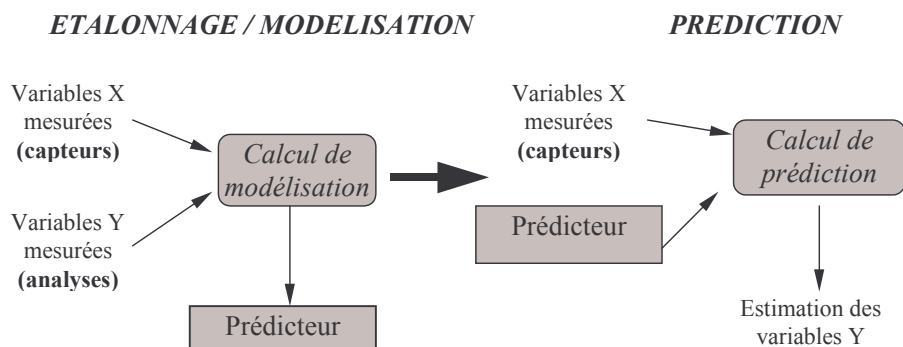 ETALONNAGE / MODELISATION
Variables X
mesurées
(capteurs)
Calcul de
modélisation
Variables Y
mesurées
(analyses)
Prédicteur
PREDICTION
Variables X
mesurées
(capteurs)
Calcul de
prédiction
Prédicteur
Estimation des
variables Y